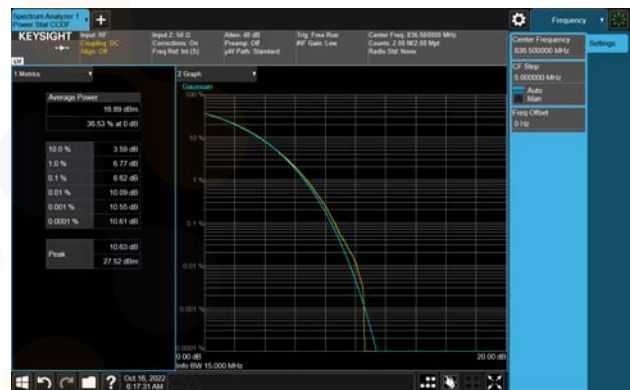 Spectrum Analyzer 1
Power Stat CCDF
+
Frequency
KEYSIGHT
Input: RF
Coupling: DC
Align: Off
Input Z: 50 Ω
Corrections: On
Freq Ref: Int (S)
Atten: 40 dB
Preamp: Off
µW Path: Standard
Trig: Free Run
#IF Gain: Low
Center Freq: 836.500000 MHz
Counts: 2.00 M/2.00 Mpt
Radio Std: None
Center Frequency
836.500000 MHz
Settings
CF Step
5.000000 MHz
Auto
Man
Freq Offset
0 Hz
1 Metrics
2 Graph
Average Power
16.89 dBm
36.53 % at 0 dB
10.0 % 3.59 dB
1.0 % 6.77 dB
0.1 % 8.62 dB
0.01 % 10.09 dB
0.001 % 10.55 dB
0.0001 % 10.61 dB
Peak
10.63 dB
27.52 dBm
Gaussian
100 %
10 %
1 %
0.1 %
0.01 %
0.001 %
0.0001 %
0.00 dB
20.00 dB
Info BW 15.000 MHz
?
Oct 16, 2022
6:17:31 AM